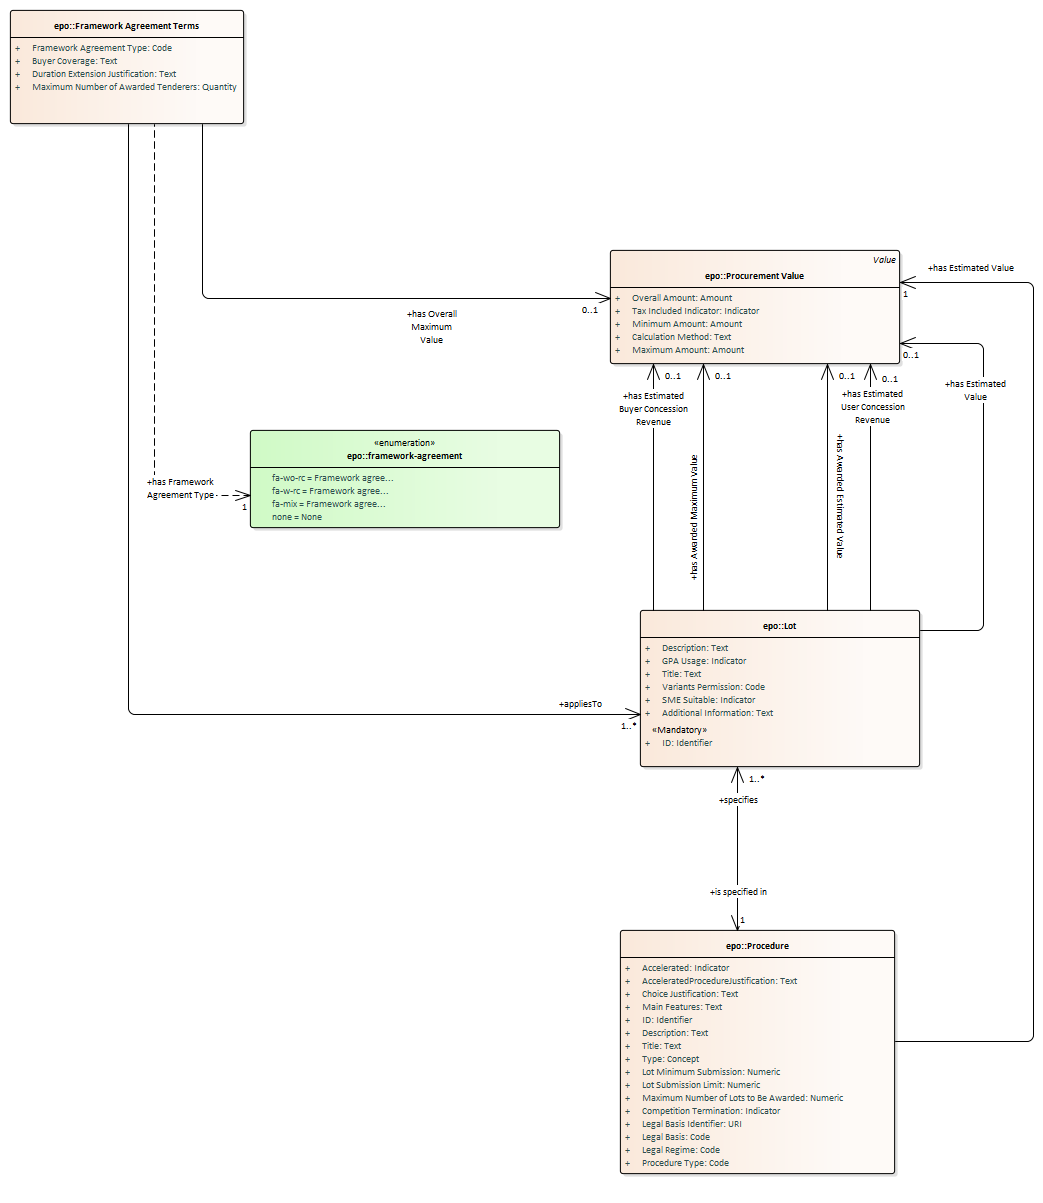 epo::Framework Agreement Terms
+ Framework Agreement Type: Code
+ Buyer Coverage: Text
+ Duration Extension Justification: Text
+ Maximum Number of Awarded Tenderers: Quantity
Value
epo::Procurement Value
+ Overall Amount: Amount
+ Tax Included Indicator: Indicator
+ Minimum Amount: Amount
+ Calculation Method: Text
+ Maximum Amount: Amount
+has Estimated Value
1
0..1
+has Overall
Maximum
Value
0..1
+has Estimated
Value
0..1
+has Estimated
Buyer Concession
Revenue
0..1
+has Awarded Maximum Value
0..1
+has Awarded Estimated Value
0..1
+has Estimated
User Concession
Revenue
«enumeration»
epo::framework-agreement
fa-wo-rc = Framework agree...
fa-w-rc = Framework agree...
fa-mix = Framework agree...
none = None
+has Framework
Agreement Type
1
epo::Lot
+ Description: Text
+ GPA Usage: Indicator
+ Title: Text
+ Variants Permission: Code
+ SME Suitable: Indicator
+ Additional Information: Text
«Mandatory»
+ ID: Identifier
+appliesTo
1..*
1..*
+specifies
+is specified in
1
epo::Procedure
+ Accelerated: Indicator
+ AcceleratedProcedureJustification: Text
+ Choice Justification: Text
+ Main Features: Text
+ ID: Identifier
+ Description: Text
+ Title: Text
+ Type: Concept
+ Lot Minimum Submission: Numeric
+ Lot Submission Limit: Numeric
+ Maximum Number of Lots to Be Awarded: Numeric
+ Competition Termination: Indicator
+ Legal Basis Identifier: URI
+ Legal Basis: Code
+ Legal Regime: Code
+ Procedure Type: Code